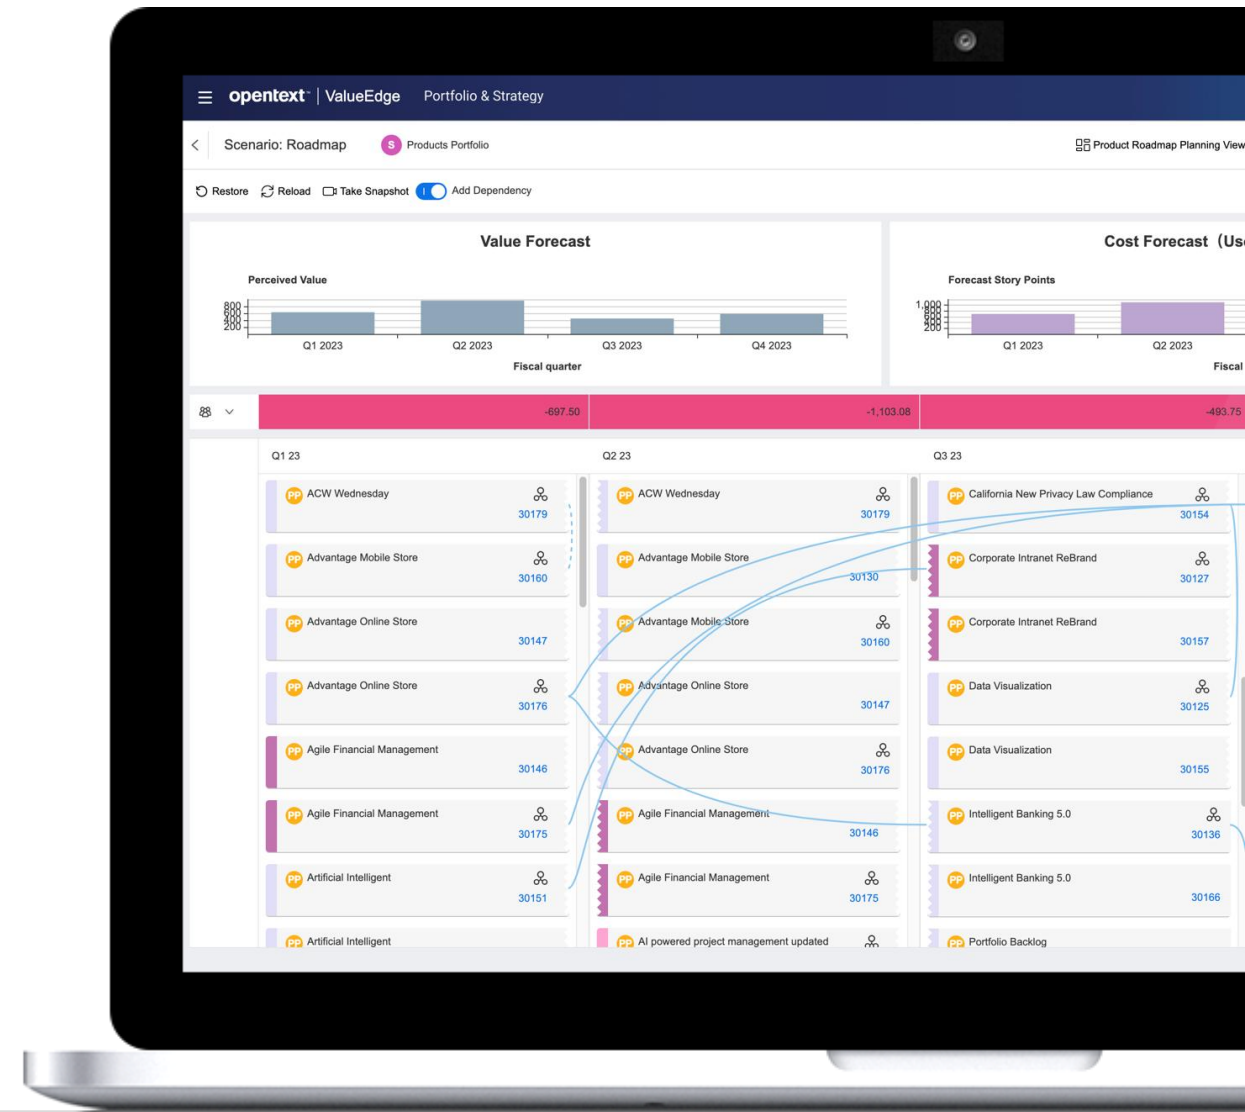 opentext™ | ValueEdge Portfolio & Strategy
Scenario: Roadmap S Products Portfolio Product Roadmap Planning View
Restore Reload Take Snapshot Add Dependency
Value Forecast
Perceived Value
800
600
400
200
Q1 2023 Q2 2023 Q3 2023 Q4 2023
Fiscal quarter
Cost Forecast (Us
Forecast Story Points
1,000
800
600
400
200
Q1 2023 Q2 2023
Fiscal
-697.50 -1,103.08 -493.75
Q1 23
PP ACW Wednesday
30179
PP Advantage Mobile Store
30160
PP Advantage Online Store
30147
PP Advantage Online Store
30176
PP Agile Financial Management
30146
PP Agile Financial Management
30175
PP Artificial Intelligent
30151
PP Artificial Intelligent
Q2 23
PP ACW Wednesday
30179
PP Advantage Mobile Store
30130
PP Advantage Mobile Store
30160
PP Advantage Online Store
30147
PP Advantage Online Store
30176
PP Agile Financial Management
30146
PP Agile Financial Management
30175
PP AI powered project management updated
Q3 23
PP California New Privacy Law Compliance
30154
PP Corporate Intranet ReBrand
30127
PP Corporate Intranet ReBrand
30157
PP Data Visualization
30125
PP Data Visualization
30155
PP Intelligent Banking 5.0
30136
PP Intelligent Banking 5.0
30166
PP Portfolio Backlog